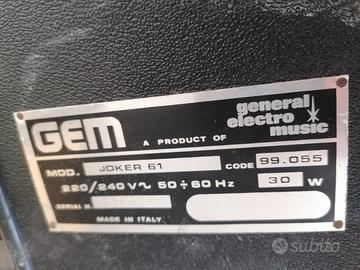 GEM A PRODUCT OF general electro music
MOD. JOKER 61 CODE 99.055
220/240 V~ 50÷60 Hz 30 W
SERIAL N.
MADE IN ITALY
subito